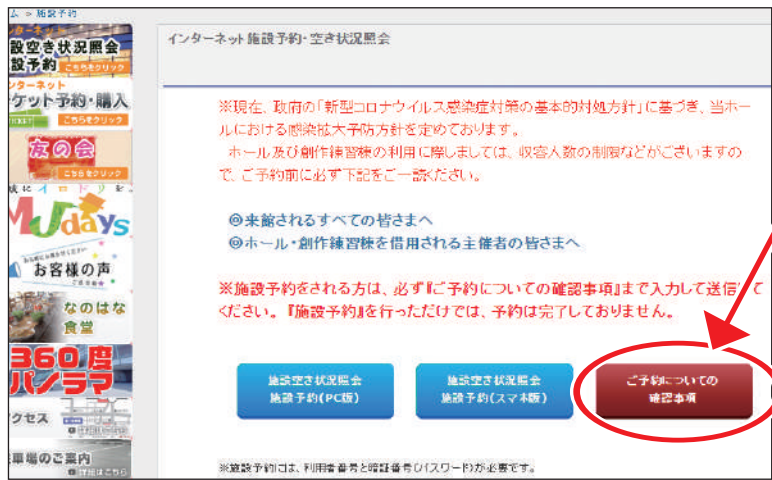 ム > 施設予約
設空き状況照会
設予約 こちらをクリック
ンターネット
ケット予約・購入
こちらをクリック
友の会
こちらをクリック
イロドリを
MJdays
お客様の声
なのはな
食堂
360度
パノラマ
クセス
車場のご案内
詳細はこちら
インターネット施設予約・空き状況照会
※現在、政府の「新型コロナウイルス感染症対策の基本的対処方針」に基づき、当ホー
ルにおける感染拡大予防方針を定めております。
ホール及び創作練習棟の利用に際しましては、収容人数の制限などがございますの
で、ご予約前に必ず下記をご一読ください。
◎来館されるすべての皆さまへ
◎ホール・創作練習棟を借用される主催者の皆さまへ
※施設予約をされる方は、必ず『ご予約についての確認事項』まで入力して送信 て
ください。『施設予約』を行っただけでは、予約は完了しておりません。
施設空き状況照会
施設予約(PC版)
施設空き状況照会
施設予約(スマホ版)
ご予約についての
確認事項
※施設予約には、利用者番号と暗証番号(パスワード)が必要です。